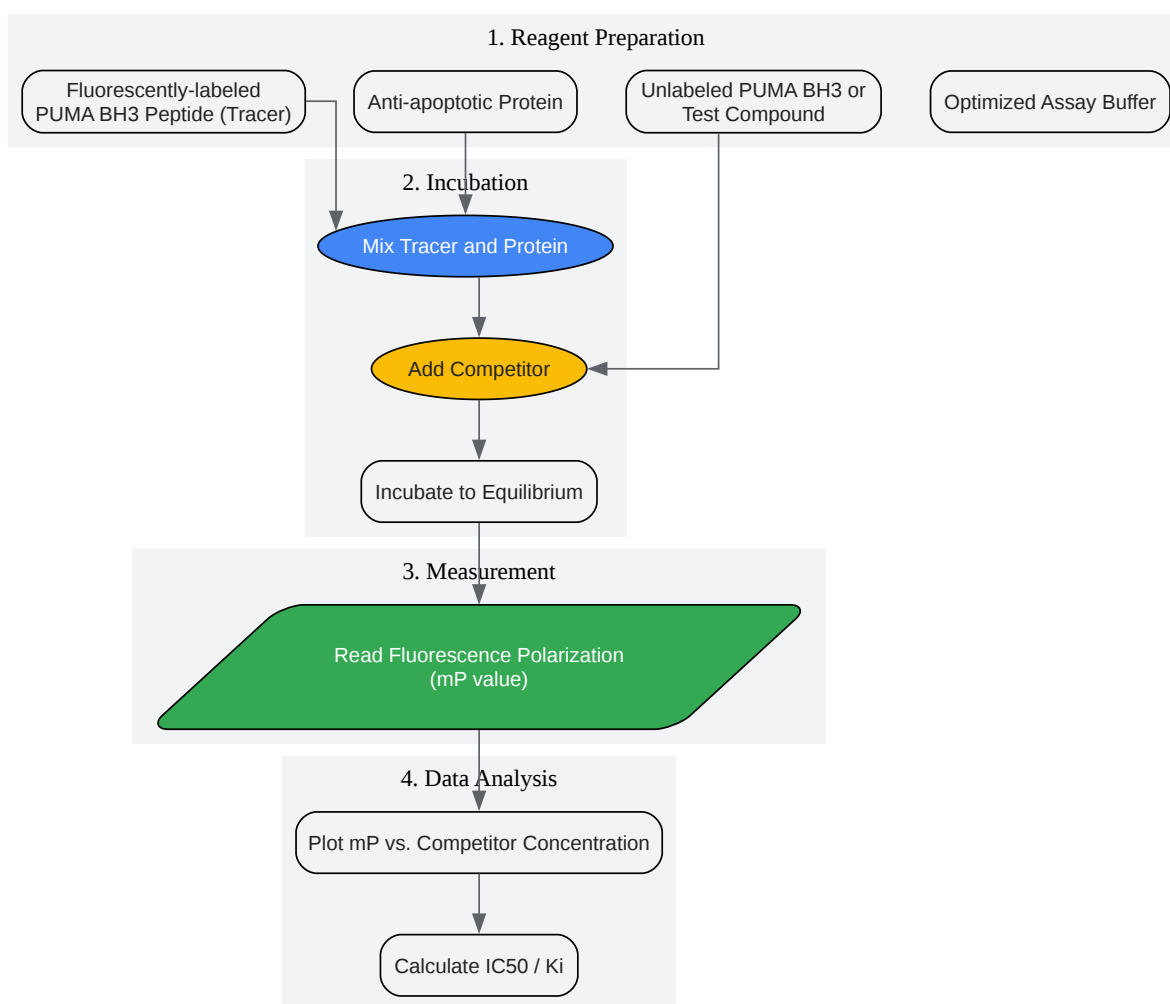 1. Reagent Preparation
Fluorescently-labeled
PUMA BH3 Peptide (Tracer)
Anti-apoptotic Protein
Unlabeled PUMA BH3 or
Test Compound
Optimized Assay Buffer
2. Incubation
Mix Tracer and Protein
Add Competitor
Incubate to Equilibrium
3. Measurement
Read Fluorescence Polarization
(mP value)
4. Data Analysis
Plot mP vs. Competitor Concentration
Calculate IC50 / Ki